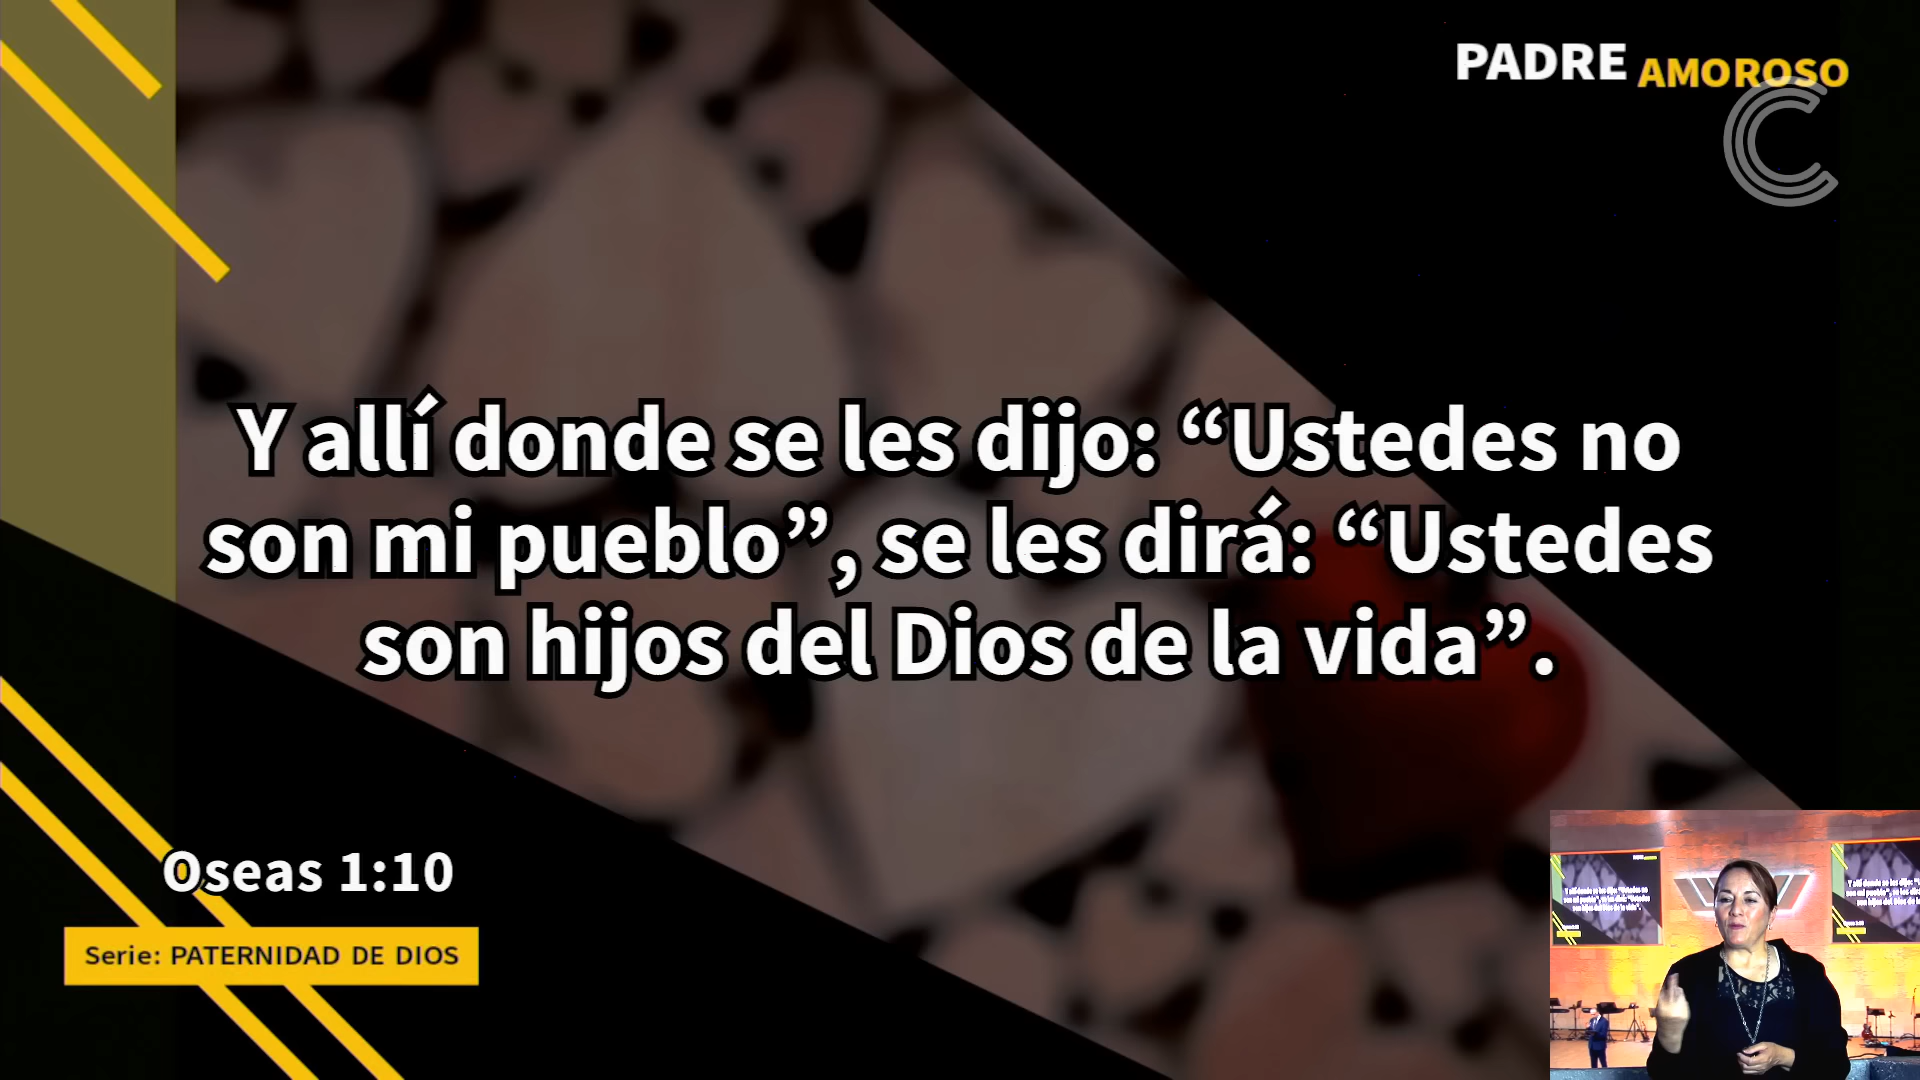 PADRE AMOROSO
Y allí donde se les dijo: “Ustedes no
son mi pueblo”, se les dirá: “Ustedes
son hijos del Dios de la vida”.
Oseas 1:10
Serie: PATERNIDAD DE DIOS